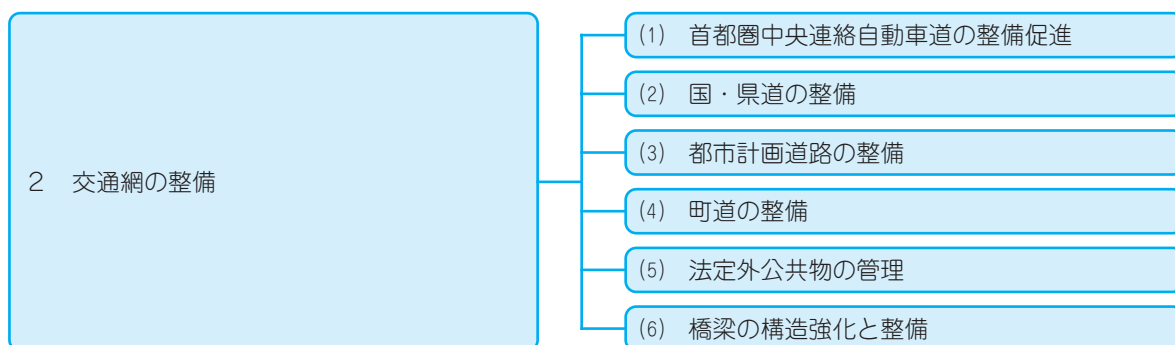 2　交通網の整備
(1)　首都圏中央連絡自動車道の整備促進
(2)　国・県道の整備
(3)　都市計画道路の整備
(4)　町道の整備
(5)　法定外公共物の管理
(6)　橋梁の構造強化と整備